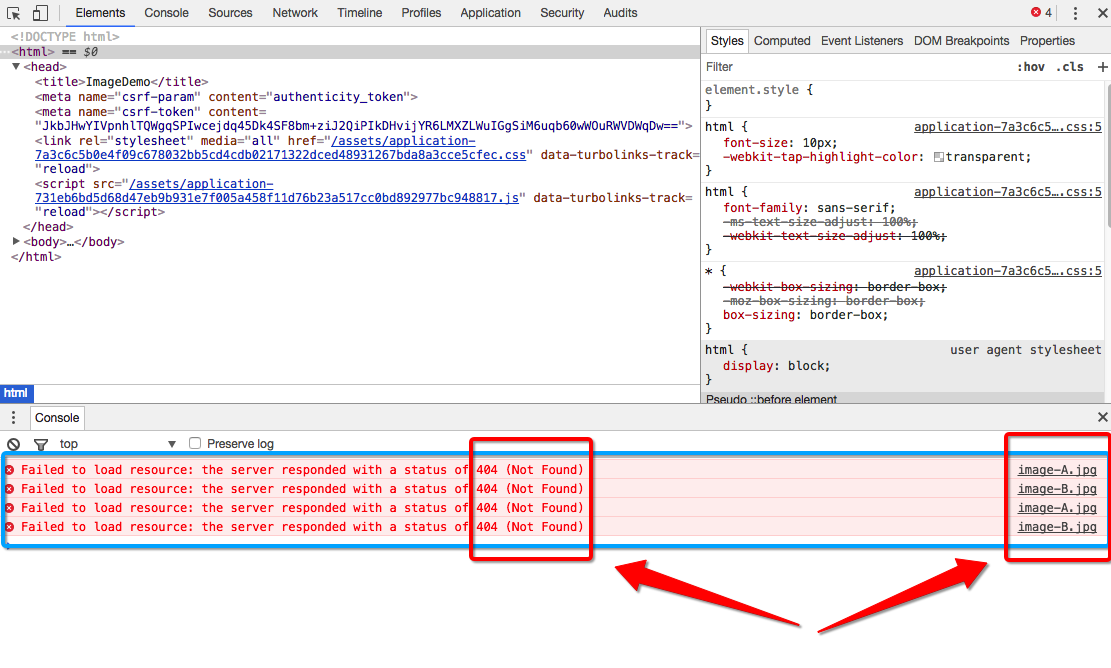 Elements Console Sources Network Timeline Profiles Application Security Audits 4
<!DOCTYPE html>
…<html> == $0
<head>
<title>ImageDemo</title>
<meta name="csrf-param" content="authenticity_token">
<meta name="csrf-token" content=
"JkbJHwYIVpnhlTQWgqSPIwcejdq45Dk4SF8bm+ziJ2QiPIkDHvijYR6LMXZLWuIGgSiM6uqb60wWOuRWVDWqDw==">
<link rel="stylesheet" media="all" href="/assets/application-
7a3c6c5b0e4f09c678032bb5cd4cdb02171322dced48931267bda8a3cce5cfec.css" data-turbolinks-track=
"reload">
<script src="/assets/application-
731eb6bd5d68d47eb9b931e7f005a458f11d76b23a517cc0bd892977bc948817.js" data-turbolinks-track=
"reload"></script>
</head>
<body>…</body>
</html>
html
Styles Computed Event Listeners DOM Breakpoints Properties
Filter :hov .cls +
element.style {
}
html { application-7a3c6c5….css:5
font-size: 10px;
-webkit-tap-highlight-color: transparent;
}
html { application-7a3c6c5….css:5
font-family: sans-serif;
-ms-text-size-adjust: 100%;
-webkit-text-size-adjust: 100%;
}
* { application-7a3c6c5….css:5
-webkit-box-sizing: border-box;
-moz-box-sizing: border-box;
box-sizing: border-box;
}
html { user agent stylesheet
display: block;
}
Pseudo ::before element
Console
top Preserve log
Failed to load resource: the server responded with a status of 404 (Not Found) image-A.jpg
Failed to load resource: the server responded with a status of 404 (Not Found) image-B.jpg
Failed to load resource: the server responded with a status of 404 (Not Found) image-A.jpg
Failed to load resource: the server responded with a status of 404 (Not Found) image-B.jpg